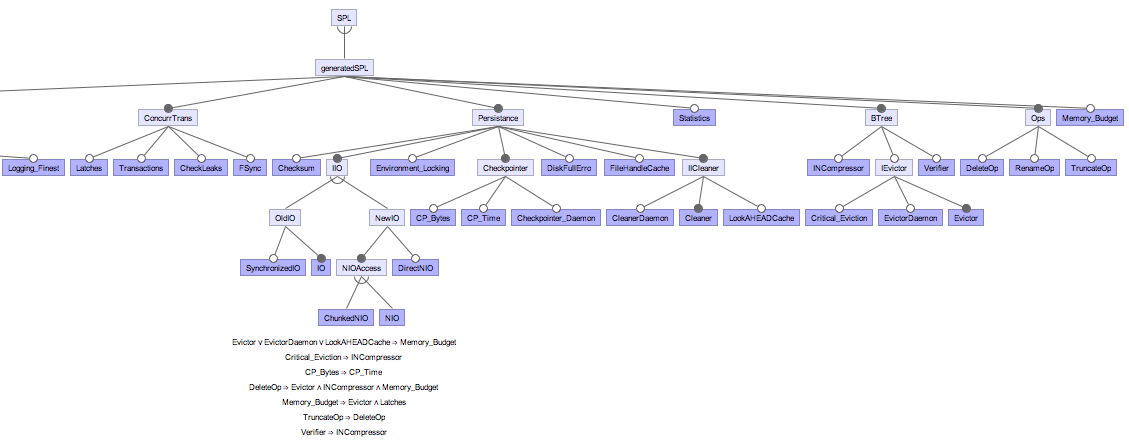 SPL
generatedSPL
ConcurrTrans Persistance Statistics BTree Ops Memory_Budget
Logging_Finest Latches Transactions CheckLeaks FSync Checksum IIO Environment_Locking Checkpointer DiskFullErro FileHandleCache IICleaner INCompressor IEvictor Verifier DeleteOp RenameOp TruncateOp
OldIO NewIO CP_Bytes CP_Time Checkpointer_Daemon CleanerDaemon Cleaner LookAHEADCache Critical_Eviction EvictorDaemon Evictor
SynchronizedIO IO NIOAccess DirectNIO
ChunkedNIO NIO
Evictor ∨ EvictorDaemon ∨ LookAHEADCache ⇒ Memory_Budget
Critical_Eviction ⇒ INCompressor
CP_Bytes ⇒ CP_Time
DeleteOp ⇒ Evictor ∧ INCompressor ∧ Memory_Budget
Memory_Budget ⇒ Evictor ∧ Latches
TruncateOp ⇒ DeleteOp
Verifier ⇒ INCompressor